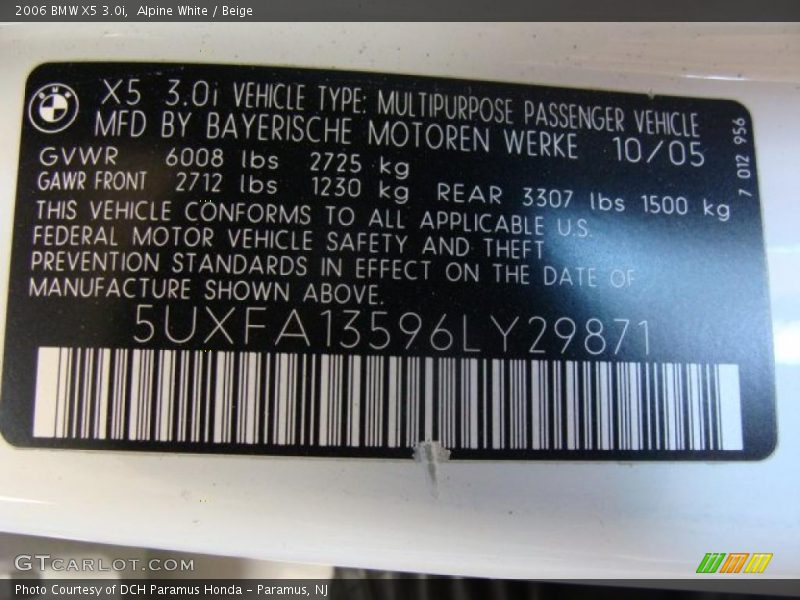 2006 BMW X5 3.0i,  Alpine White / Beige
BMW
X5 3.0i VEHICLE TYPE: MULTIPURPOSE PASSENGER VEHICLE
MFD BY BAYERISCHE MOTOREN WERKE 10/05
7 012 956
GVWR 6008 lbs 2725 kg
GAWR FRONT 2712 lbs 1230 kg REAR 3307 lbs 1500 kg
THIS VEHICLE CONFORMS TO ALL APPLICABLE U.S.
FEDERAL MOTOR VEHICLE SAFETY AND THEFT
PREVENTION STANDARDS IN EFFECT ON THE DATE OF
MANUFACTURE SHOWN ABOVE.
5UXFA13596LY29871
GTCARLOT.COM
Photo Courtesy of DCH Paramus Honda - Paramus, NJ